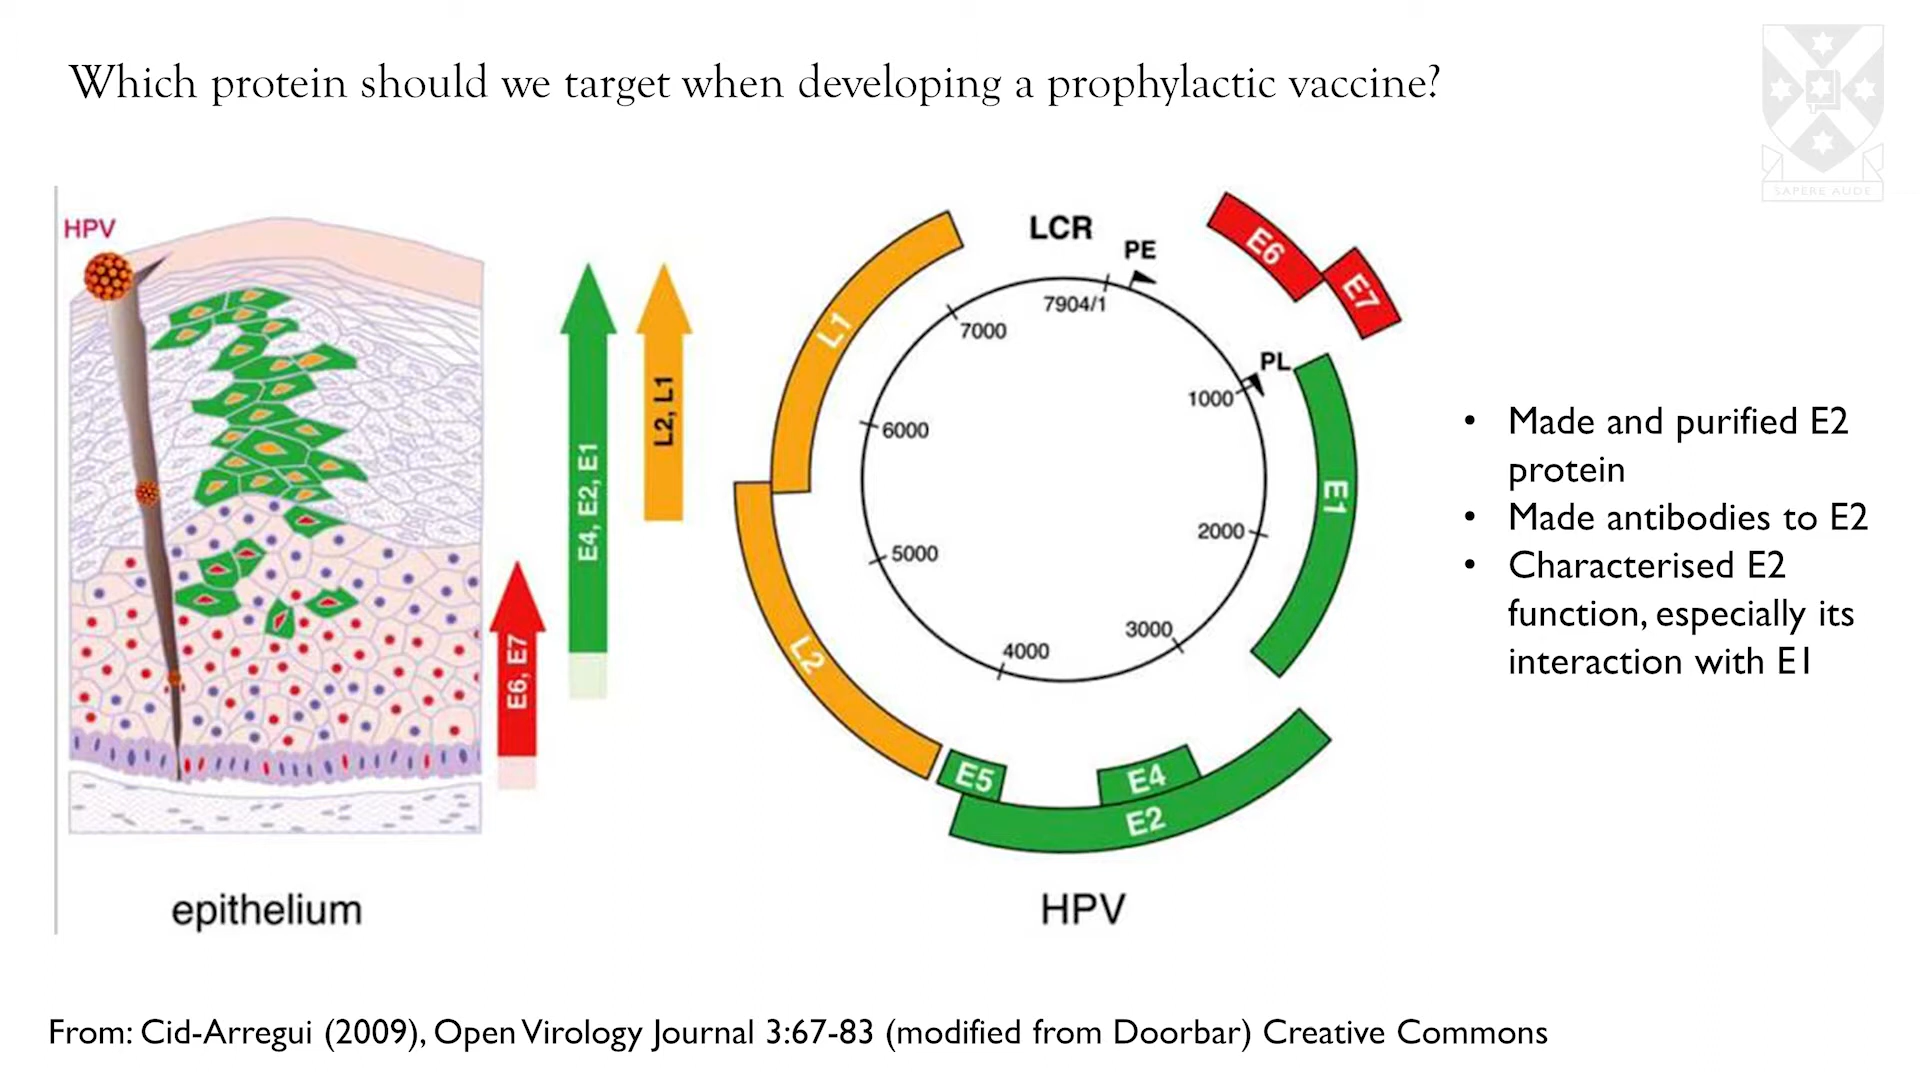 Which protein should we target when developing a prophylactic vaccine?
SAPERE AUDE
HPV
E6, E7
E4, E2, E1
L2, L1
epithelium
LCR
PE
7904/1
E6
E7
PL
1000
E1
2000
3000
4000
5000
6000
7000
L1
L2
E5
E4
E2
HPV
• Made and purified E2
protein
• Made antibodies to E2
• Characterised E2
function, especially its
interaction with E1
From: Cid-Arregui (2009), Open Virology Journal 3:67-83 (modified from Doorbar) Creative Commons